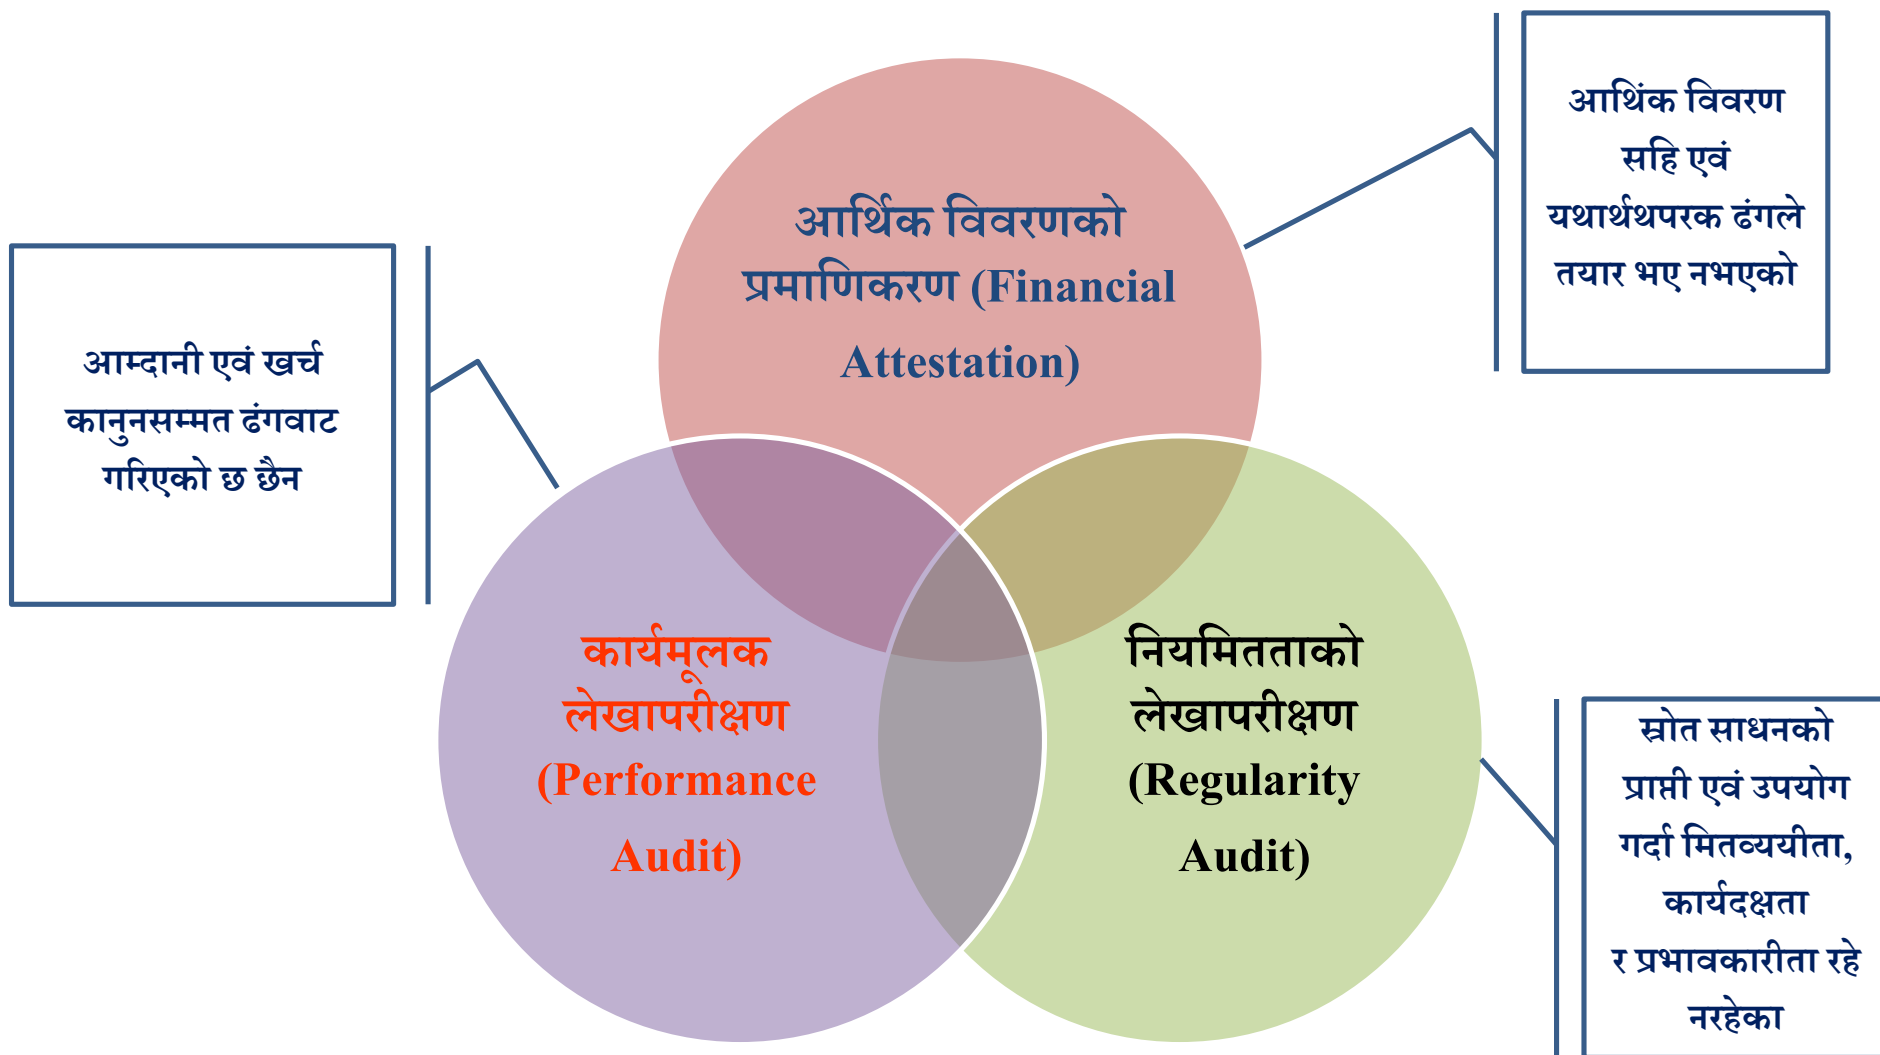 आर्थिक विवरणको
प्रमाणिकरण (Financial
Attestation)
आथिंक विवरण
सहि एवं
यथार्थथपरक ढंगले
तयार भए नभएको
आम्दानी एवं खर्च
कानुनसम्मत ढंगवाट
गरिएको छ छैन
कार्यमूलक
लेखापरीक्षण
(Performance
Audit)
नियमितताको
लेखापरीक्षण
(Regularity
Audit)
स्रोत साधनको
प्राप्ती एवं उपयोग
गर्दा मितव्ययीता,
कार्यदक्षता
र प्रभावकारीता रहे
नरहेका